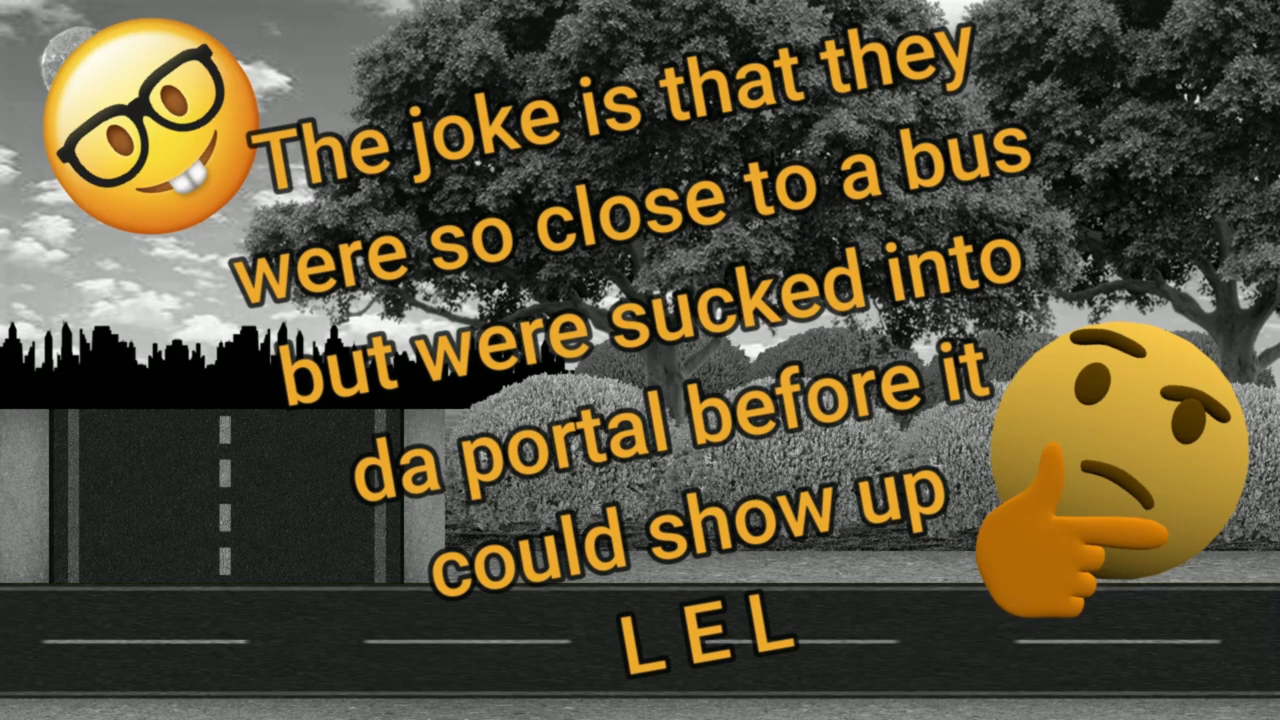 The joke is that they
were so close to a bus
but were sucked into
da portal before it
could show up
L E L